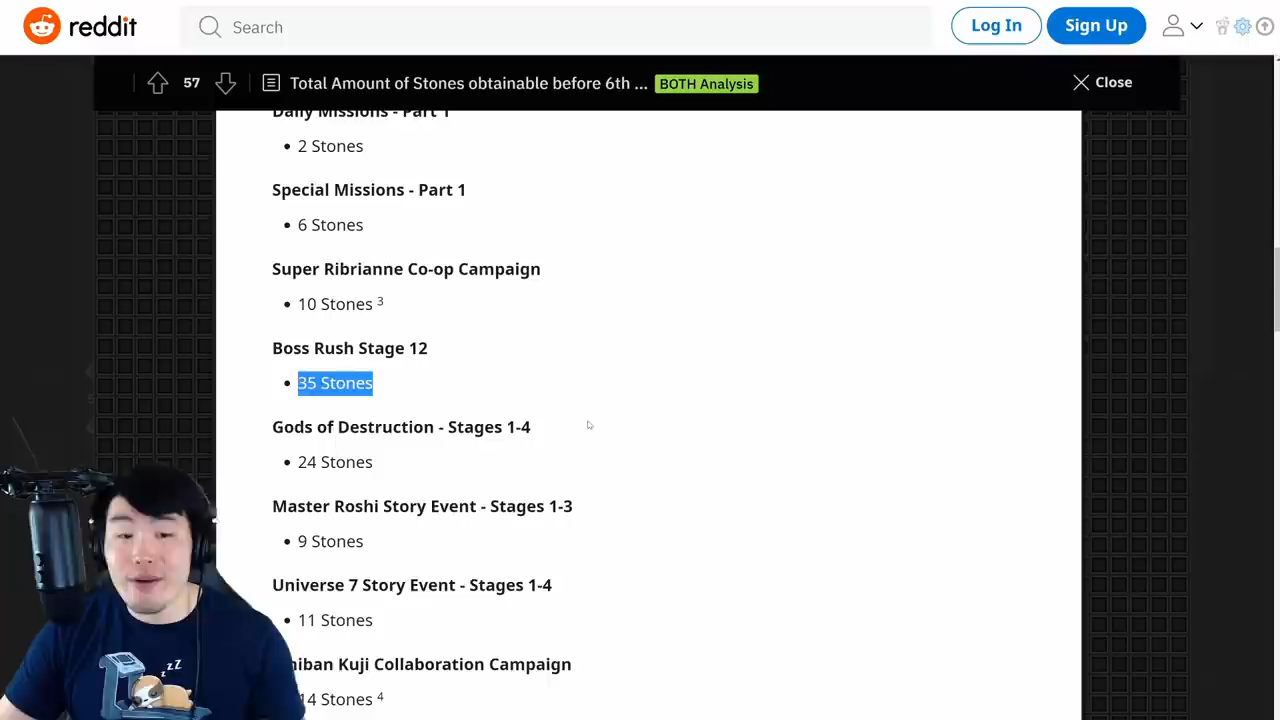 reddit
Search
Log In
Sign Up
57
Total Amount of Stones obtainable before 6th ...
BOTH Analysis
Close
Daily Missions - Part 1
2 Stones
Special Missions - Part 1
6 Stones
Super Ribrianne Co-op Campaign
10 Stones 3
Boss Rush Stage 12
35 Stones
Gods of Destruction - Stages 1-4
24 Stones
Master Roshi Story Event - Stages 1-3
9 Stones
Universe 7 Story Event - Stages 1-4
11 Stones
Kuji Collaboration Campaign
14 Stones 4
zzZ